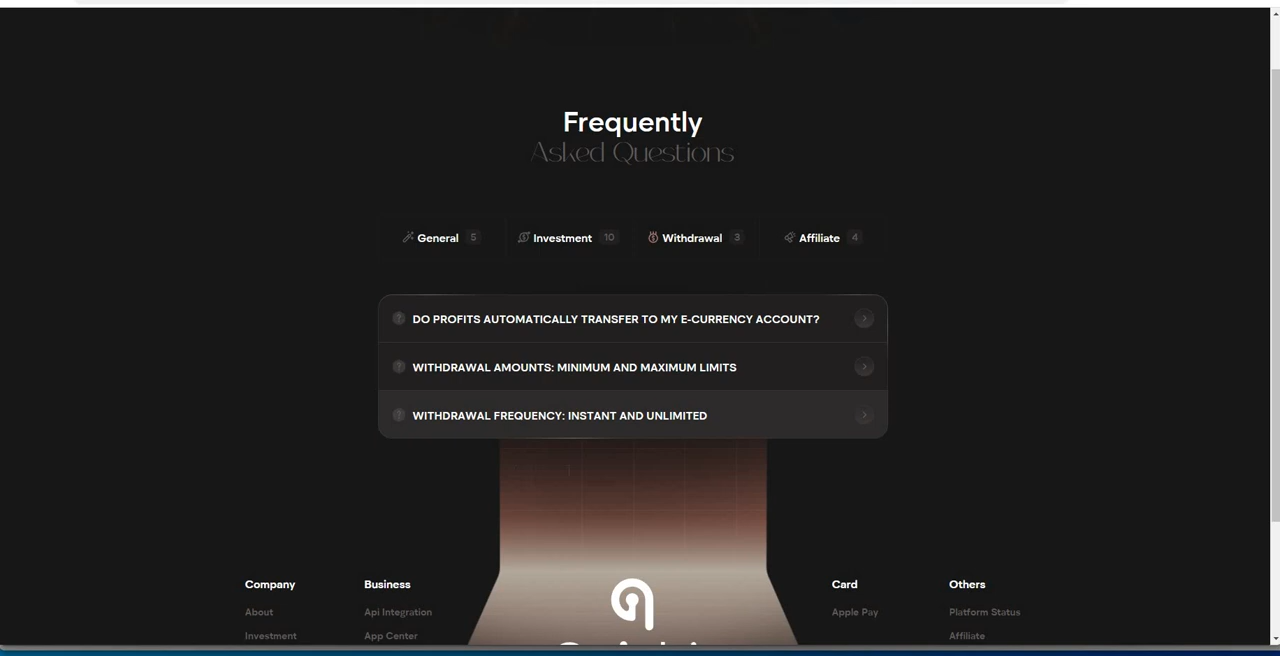 Frequently
Asked Questions
General 5 Investment 10 Withdrawal 3 Affiliate 4
DO PROFITS AUTOMATICALLY TRANSFER TO MY E-CURRENCY ACCOUNT?
WITHDRAWAL AMOUNTS: MINIMUM AND MAXIMUM LIMITS
WITHDRAWAL FREQUENCY: INSTANT AND UNLIMITED
Company Business Card Others
About Api Integration Apple Pay Platform Status
Investment App Center Affiliate